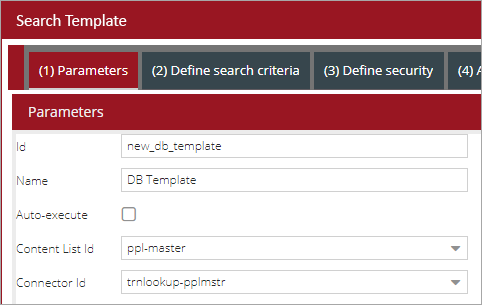 Search Template
(1) Parameters (2) Define search criteria (3) Define security (4) A
Parameters
Id new_db_template
Name DB Template
Auto-execute
Content List Id ppl-master
Connector Id trnlookup-pplmstr